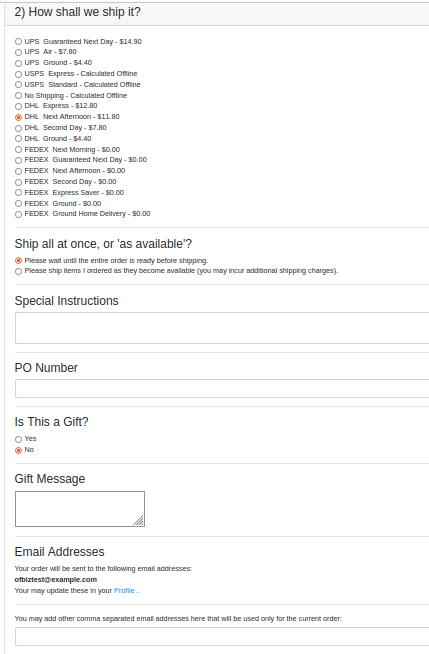 2) How shall we ship it?
UPS Guaranteed Next Day - $14.90
UPS Air - $7.80
UPS Ground - $4.40
USPS Express - Calculated Offline
USPS Standard - Calculated Offline
No Shipping - Calculated Offline
DHL Express - $12.80
DHL Next Afternoon - $11.80
DHL Second Day - $7.80
DHL Ground - $4.40
FEDEX Next Morning - $0.00
FEDEX Guaranteed Next Day - $0.00
FEDEX Next Afternoon - $0.00
FEDEX Second Day - $0.00
FEDEX Express Saver - $0.00
FEDEX Ground - $0.00
FEDEX Ground Home Delivery - $0.00
Ship all at once, or 'as available'?
Please wait until the entire order is ready before shipping.
Please ship items I ordered as they become available (you may incur additional shipping charges).
Special Instructions
PO Number
Is This a Gift?
Yes
No
Gift Message
Email Addresses
Your order will be sent to the following email addresses:
ofbiztest@example.com
Your may update these in your Profile .
You may add other comma separated email addresses here that will be used only for the current order: